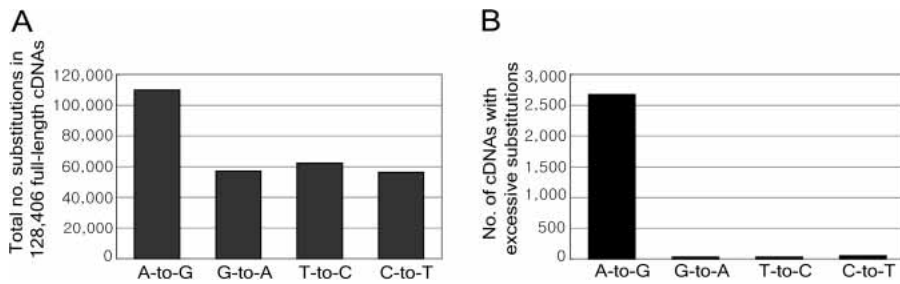 A
Total no. substitutions in
128,406 full-length cDNAs
120,000
100,000
80,000
60,000
40,000
20,000
0
A-to-G G-to-A T-to-C C-to-T
B
No. of cDNAs with
excessive substitutions
3,000
2,500
2,000
1,500
1,000
500
0
A-to-G G-to-A T-to-C C-to-T